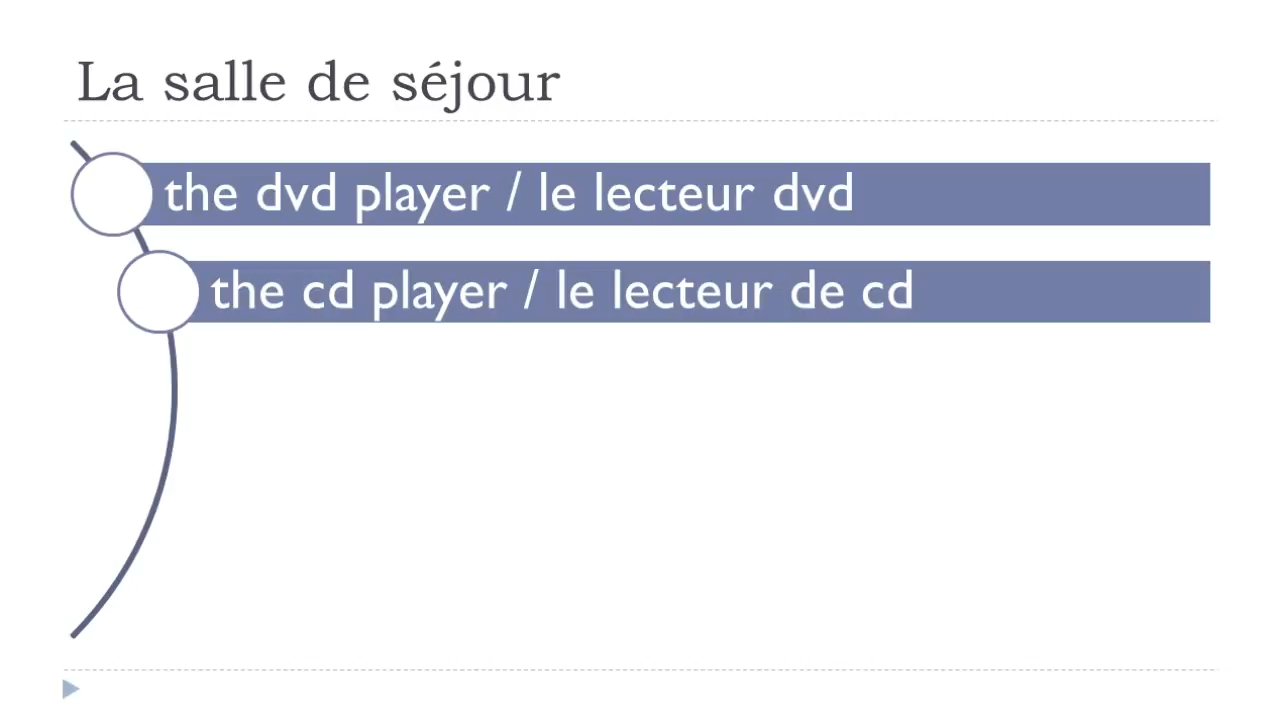 La salle de séjour
the dvd player / le lecteur dvd
the cd player / le lecteur de cd